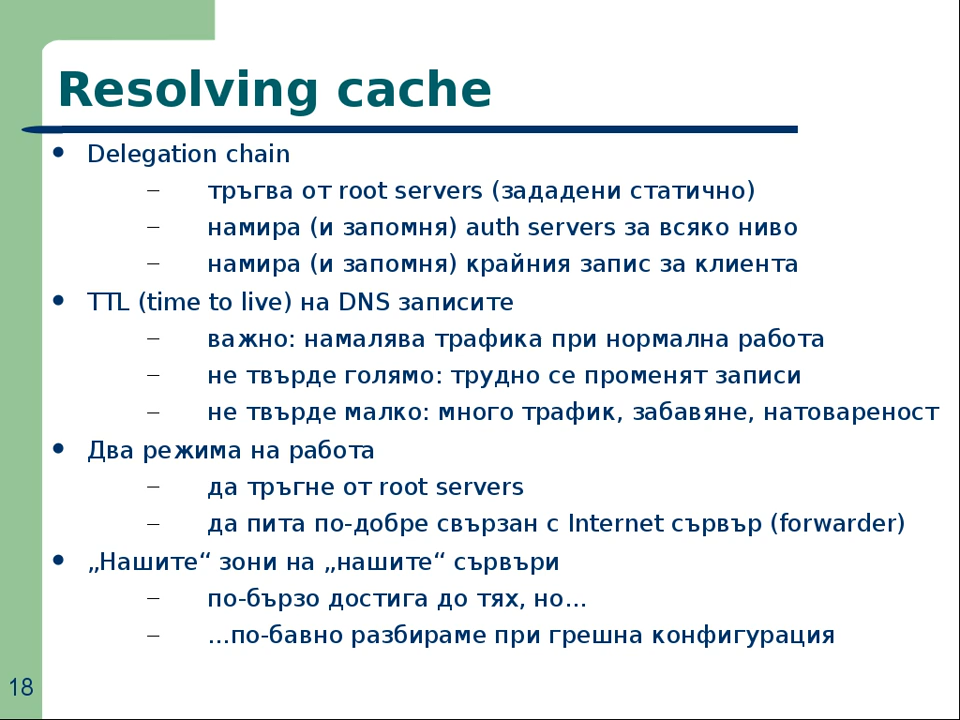 Resolving cache
• Delegation chain
– тръгва от root servers (зададени статично)
– намира (и запомня) auth servers за всяко ниво
– намира (и запомня) крайния запис за клиента
• TTL (time to live) на DNS записите
– важно: намалява трафика при нормална работа
– не твърде голямо: трудно се променят записи
– не твърде малко: много трафик, забавяне, натовареност
• Два режима на работа
– да тръгне от root servers
– да пита по-добре свързан с Internet сървър (forwarder)
• „Нашите“ зони на „нашите“ сървъри
– по-бързо достига до тях, но...
– ...по-бавно разбираме при грешна конфигурация
18